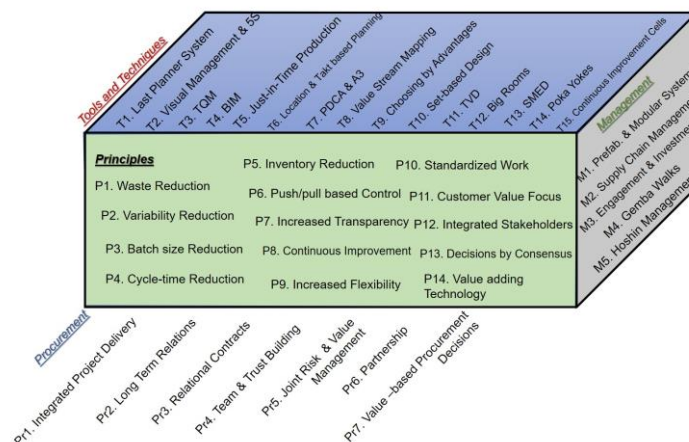 Tools and Techniques
T1. Last Planner System
T2. Visual Management & 5S
T3. TQM
T4. BIM
T5. Just-in-Time Production
T6. Location & Takt based Planning
T7. PDCA & A3
T8. Value Stream Mapping
T9. Choosing by Advantages
T10. Set-based Design
T11. TVD
T12. Big Rooms
T13. SMED
T14. Poka Yokes
T15. Continuous Improvement Cells
Management
M1. Prefab. & Modular System
M2. Supply Chain Management
M3. Engagement & Investment
M4. Gemba Walks
M5. Hoshin Management
Principles
P1. Waste Reduction
P2. Variability Reduction
P3. Batch size Reduction
P4. Cycle-time Reduction
P5. Inventory Reduction
P6. Push/pull based Control
P7. Increased Transparency
P8. Continuous Improvement
P9. Increased Flexibility
P10. Standardized Work
P11. Customer Value Focus
P12. Integrated Stakeholders
P13. Decisions by Consensus
P14. Value adding
Technology
Procurement
Pr1. Integrated Project Delivery
Pr2. Long Term Relations
Pr3. Relational Contracts
Pr4. Team & Trust Building
Pr5. Joint Risk & Value
Management
Pr6. Partnership
Pr7. Value –based Procurement
Decisions